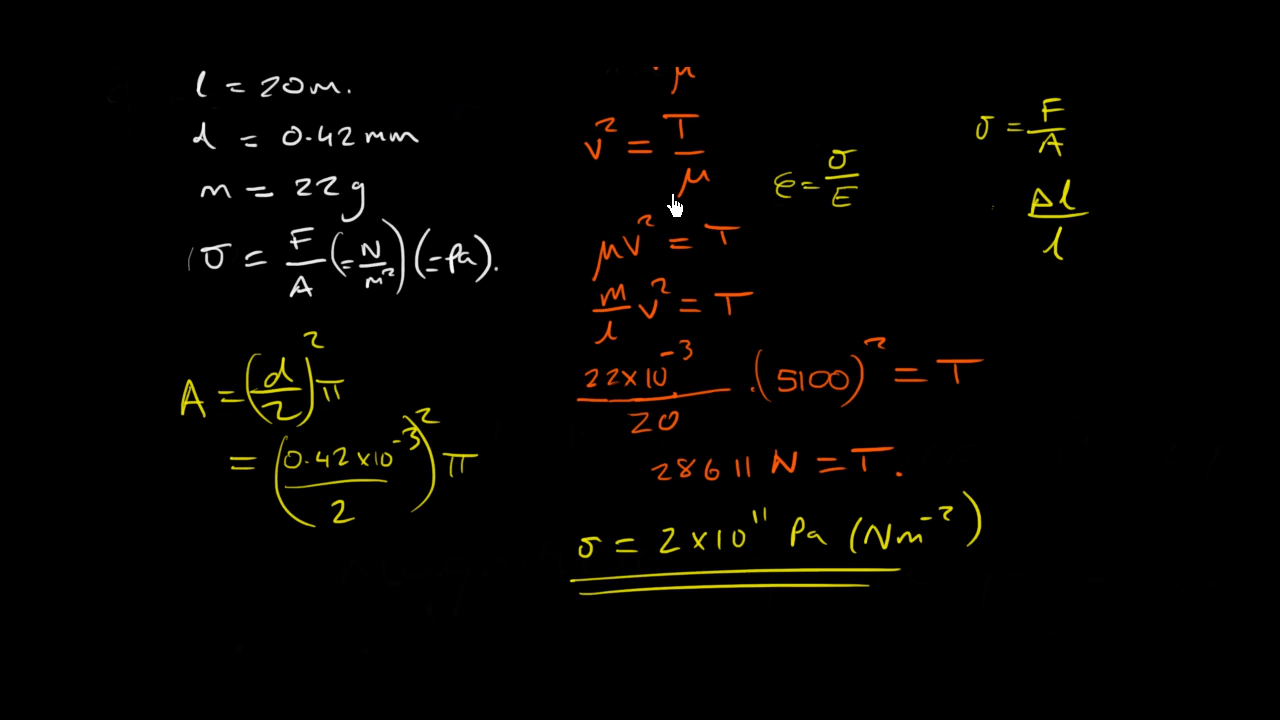 l = 20m.
d = 0.42 mm
m = 22g
σ = F/A (= N/m²) (= Pa).
A = (d/2)² π
= (0.42 × 10⁻³ / 2)² π
μ
v² = T/μ
μv² = T
m/l v² = T
22×10⁻³ / 20 . (5100)² = T
28611 N = T.
σ = 2 × 10¹¹ Pa (Nm⁻²)
ε = σ/E
σ = F/A
Δl/l